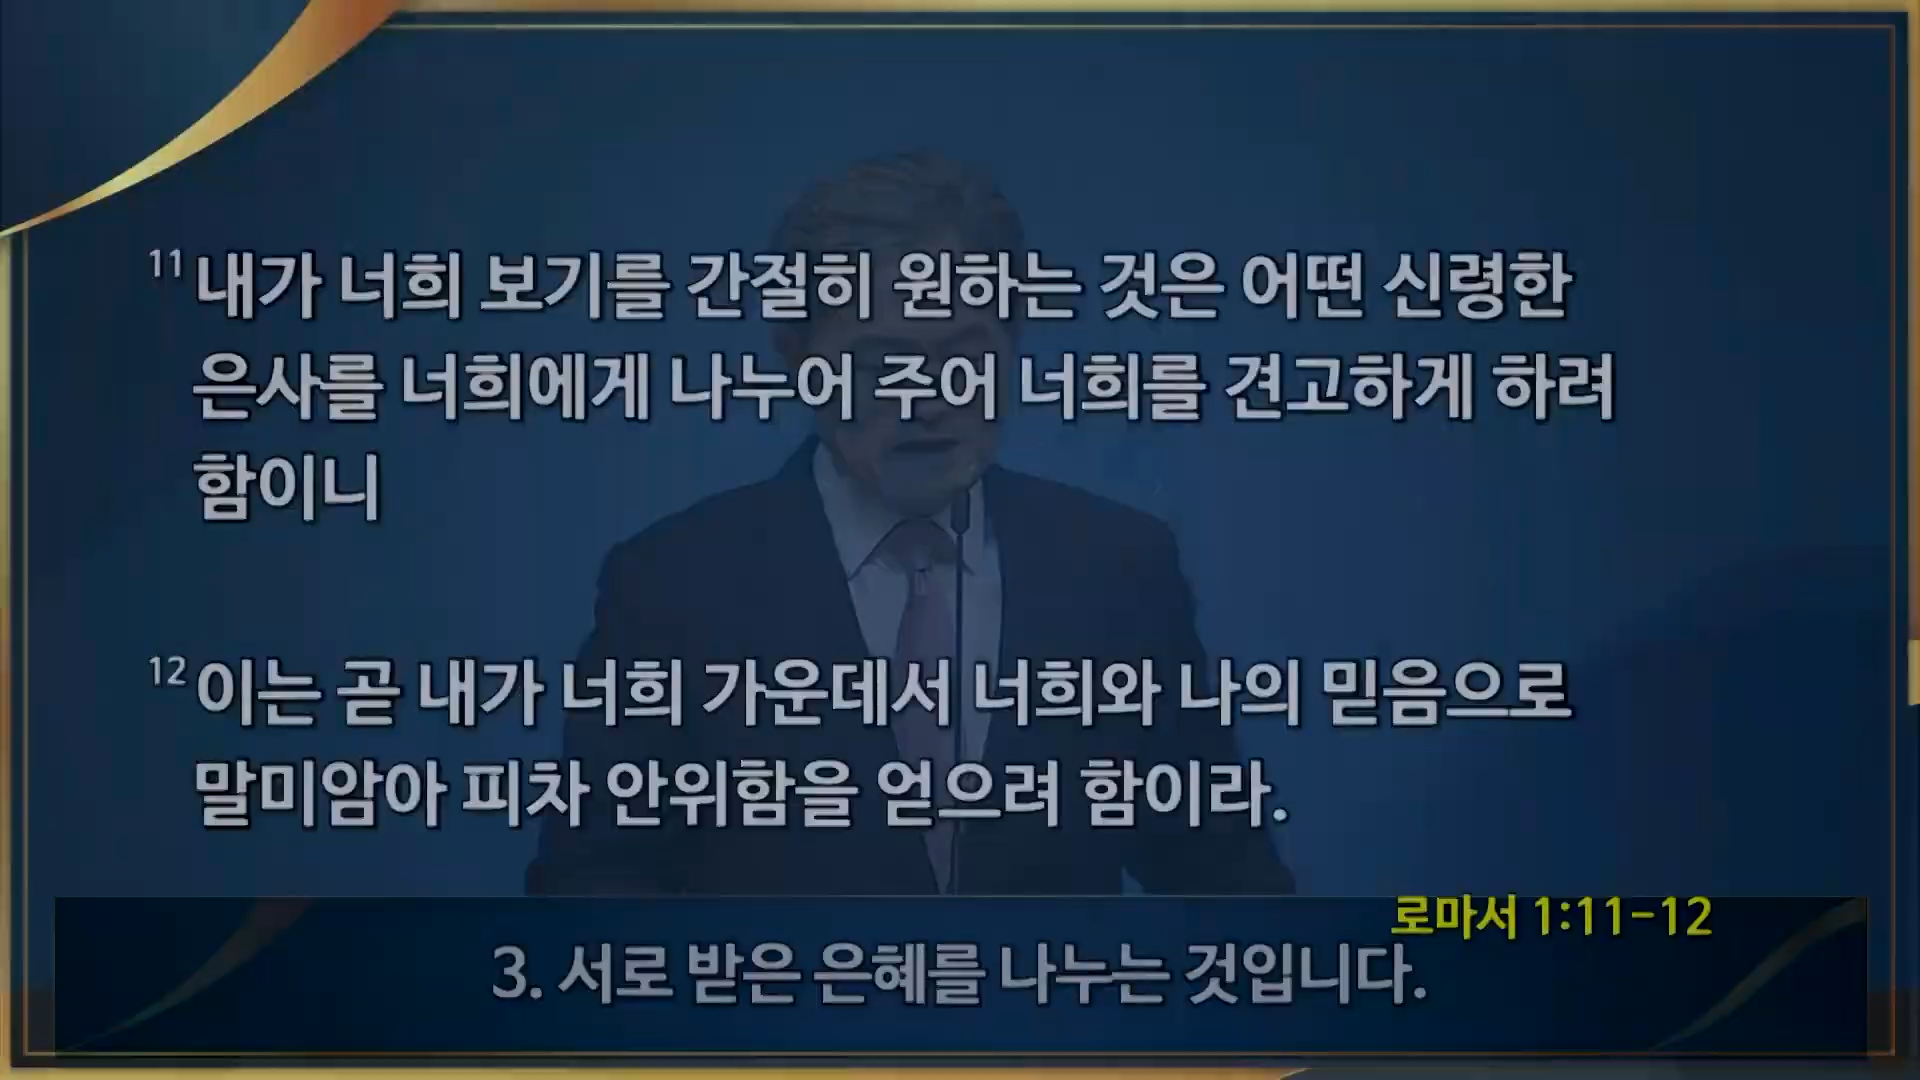 11 내가 너희 보기를 간절히 원하는 것은 어떤 신령한
은사를 너희에게 나누어 주어 너희를 견고하게 하려
함이니
12 이는 곧 내가 너희 가운데서 너희와 나의 믿음으로
말미암아 피차 안위함을 얻으려 함이라.
로마서 1:11-12
3. 서로 받은 은혜를 나누는 것입니다.